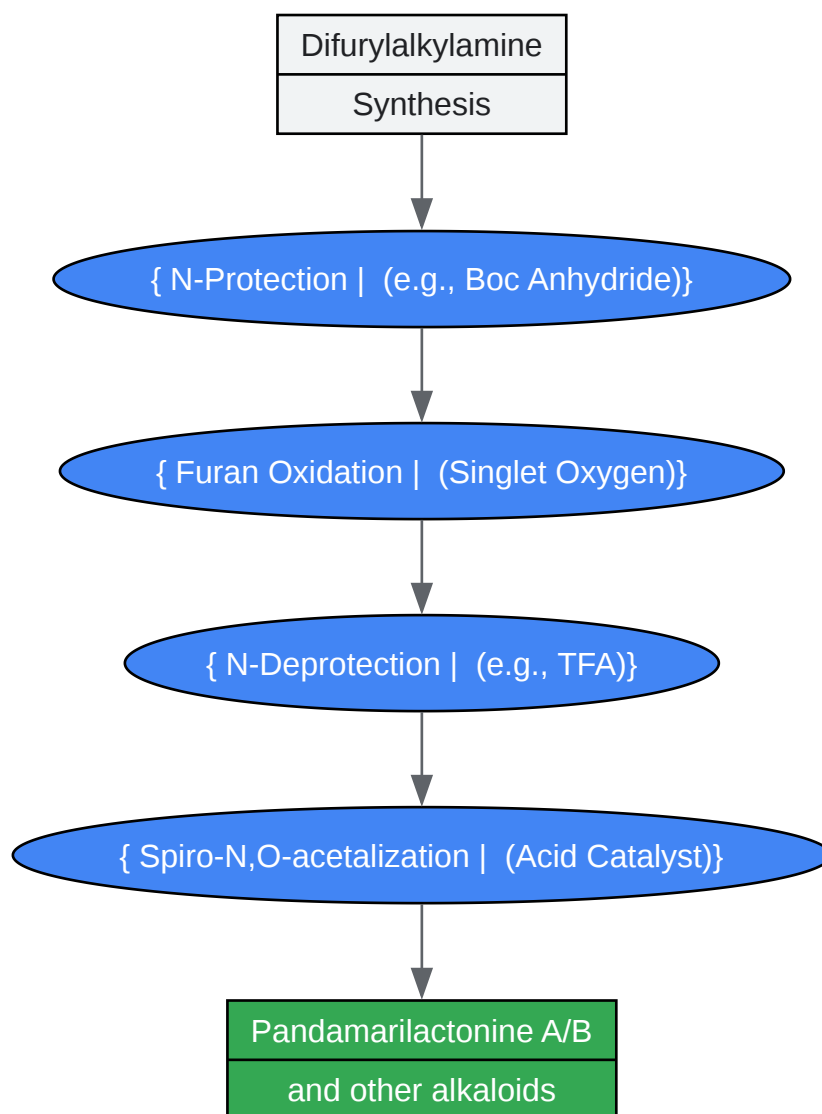 Difurylalkylamine
Synthesis
{ N-Protection |  (e.g., Boc Anhydride)}
{ Furan Oxidation |  (Singlet Oxygen)}
{ N-Deprotection |  (e.g., TFA)}
{ Spiro-N,O-acetalization |  (Acid Catalyst)}
Pandamarilactonine A/B
and other alkaloids